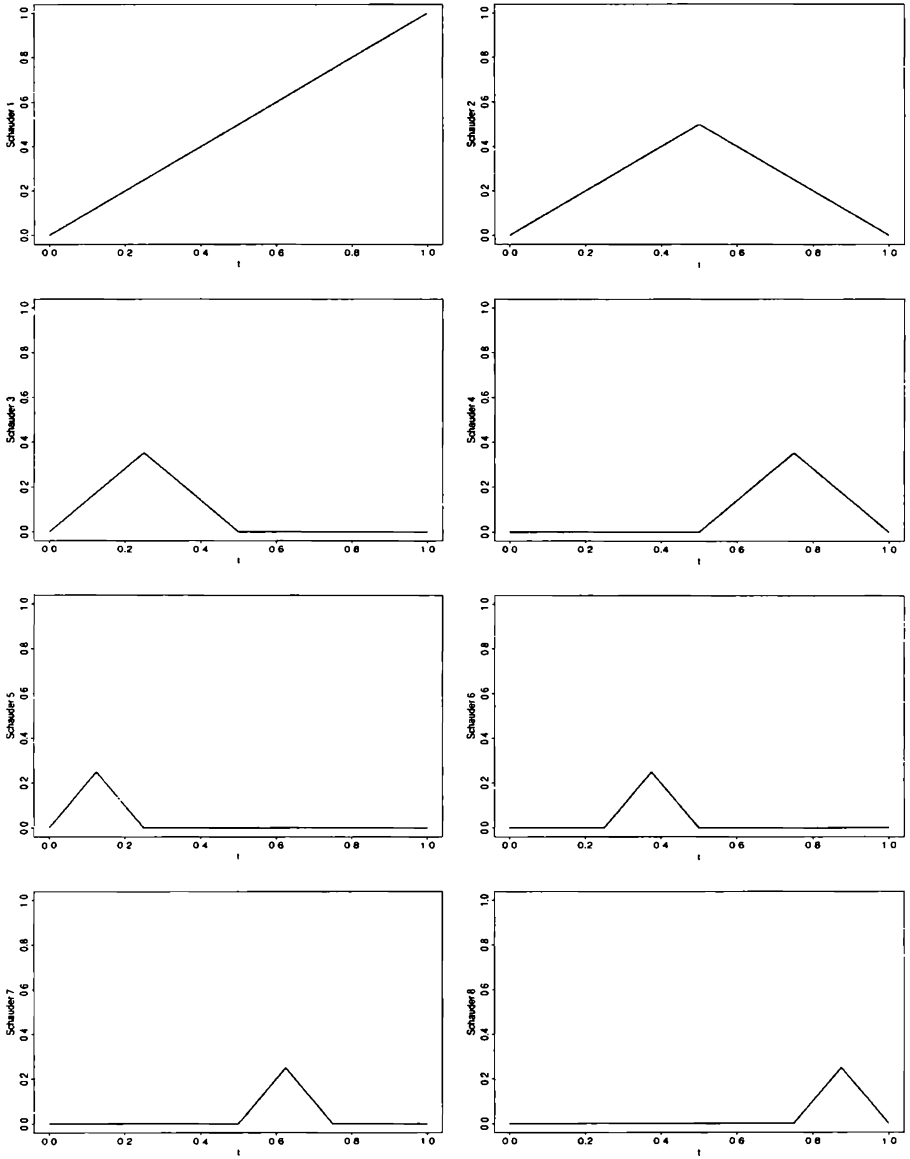 Schauder 1
0.0 0.2 0.4 0.6 0.8 1.0
0 0 0 2 0 4 0 6 0 8 1 0
t
Schauder 2
0.0 0.2 0.4 0.6 0.8 1.0
0 0 0 2 0 4 0 6 0 8 1 0
t
Schauder 3
0.0 0.2 0.4 0.6 0.8 1.0
0 0 0 2 0 4 0 6 0 8 1 0
t
Schauder 4
0.0 0.2 0.4 0.6 0.8 1.0
0 0 0 2 0 4 0 6 0 8 1 0
t
Schauder 5
0.0 0.2 0.4 0.6 0.8 1.0
0 0 0 2 0 4 0 6 0 8 1 0
t
Schauder 6
0.0 0.2 0.4 0.6 0.8 1.0
0 0 0 2 0 4 0 6 0 8 1 0
t
Schauder 7
0.0 0.2 0.4 0.6 0.8 1.0
0 0 0 2 0 4 0 6 0 8 1 0
t
Schauder 8
0.0 0.2 0.4 0.6 0.8 1.0
0 0 0 2 0 4 0 6 0 8 1 0
t